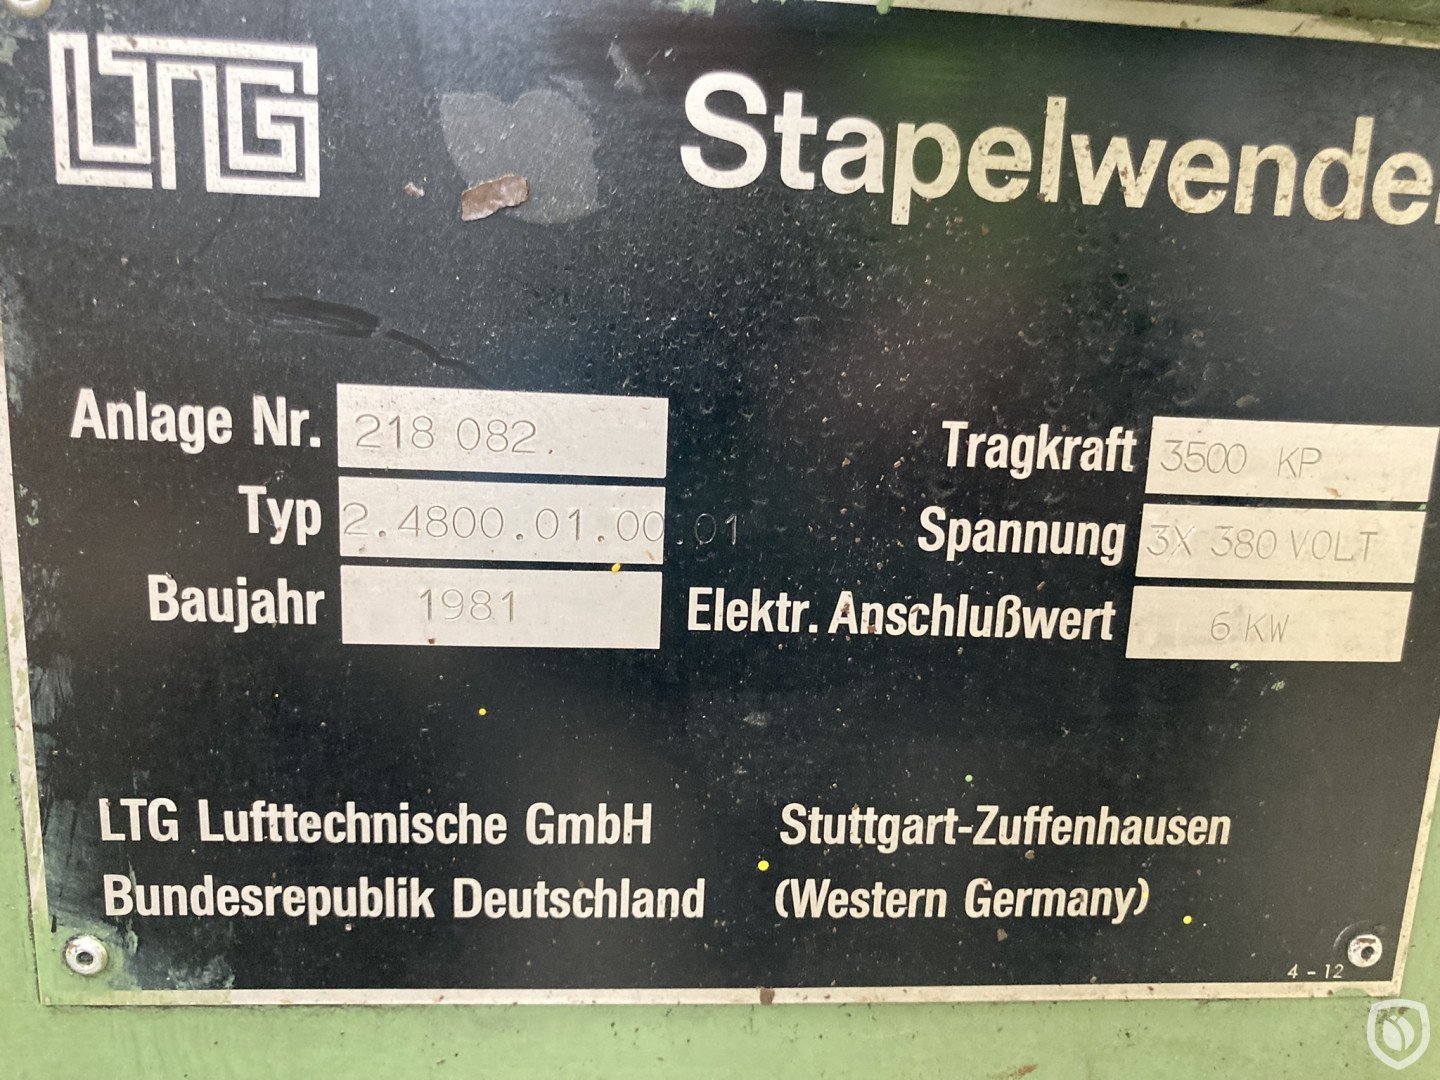 LTG Stapelwender
Anlage Nr. 218 082
Typ 2.4800.01.00.01
Baujahr 1981
Tragkraft 3500 KP
Spannung 3X 380 VOLT
Elektr. Anschlußwert 6 KW
LTG Lufttechnische GmbH
Bundesrepublik Deutschland
Stuttgart-Zuffenhausen
(Western Germany)
4-12